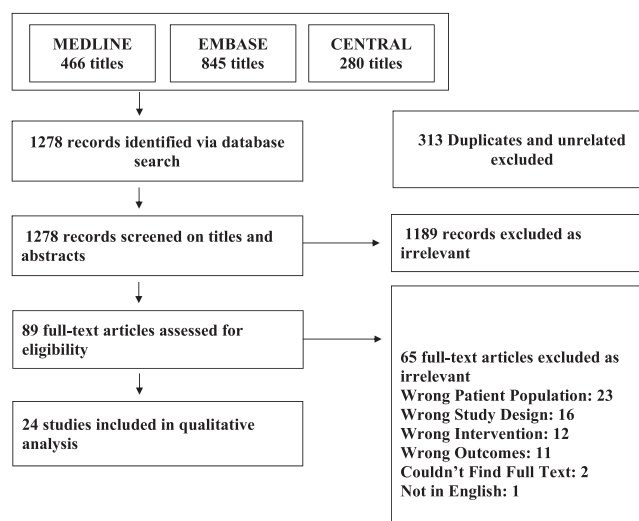 MEDLINE
466 titles
EMBASE
845 titles
CENTRAL
280 titles
1278 records identified via database
search
313 Duplicates and unrelated
excluded
1278 records screened on titles and
abstracts
1189 records excluded as
irrelevant
89 full-text articles assessed for
eligibility
65 full-text articles excluded as
irrelevant
Wrong Patient Population: 23
Wrong Study Design: 16
Wrong Intervention: 12
Wrong Outcomes: 11
Couldn’t Find Full Text: 2
Not in English: 1
24 studies included in qualitative
analysis